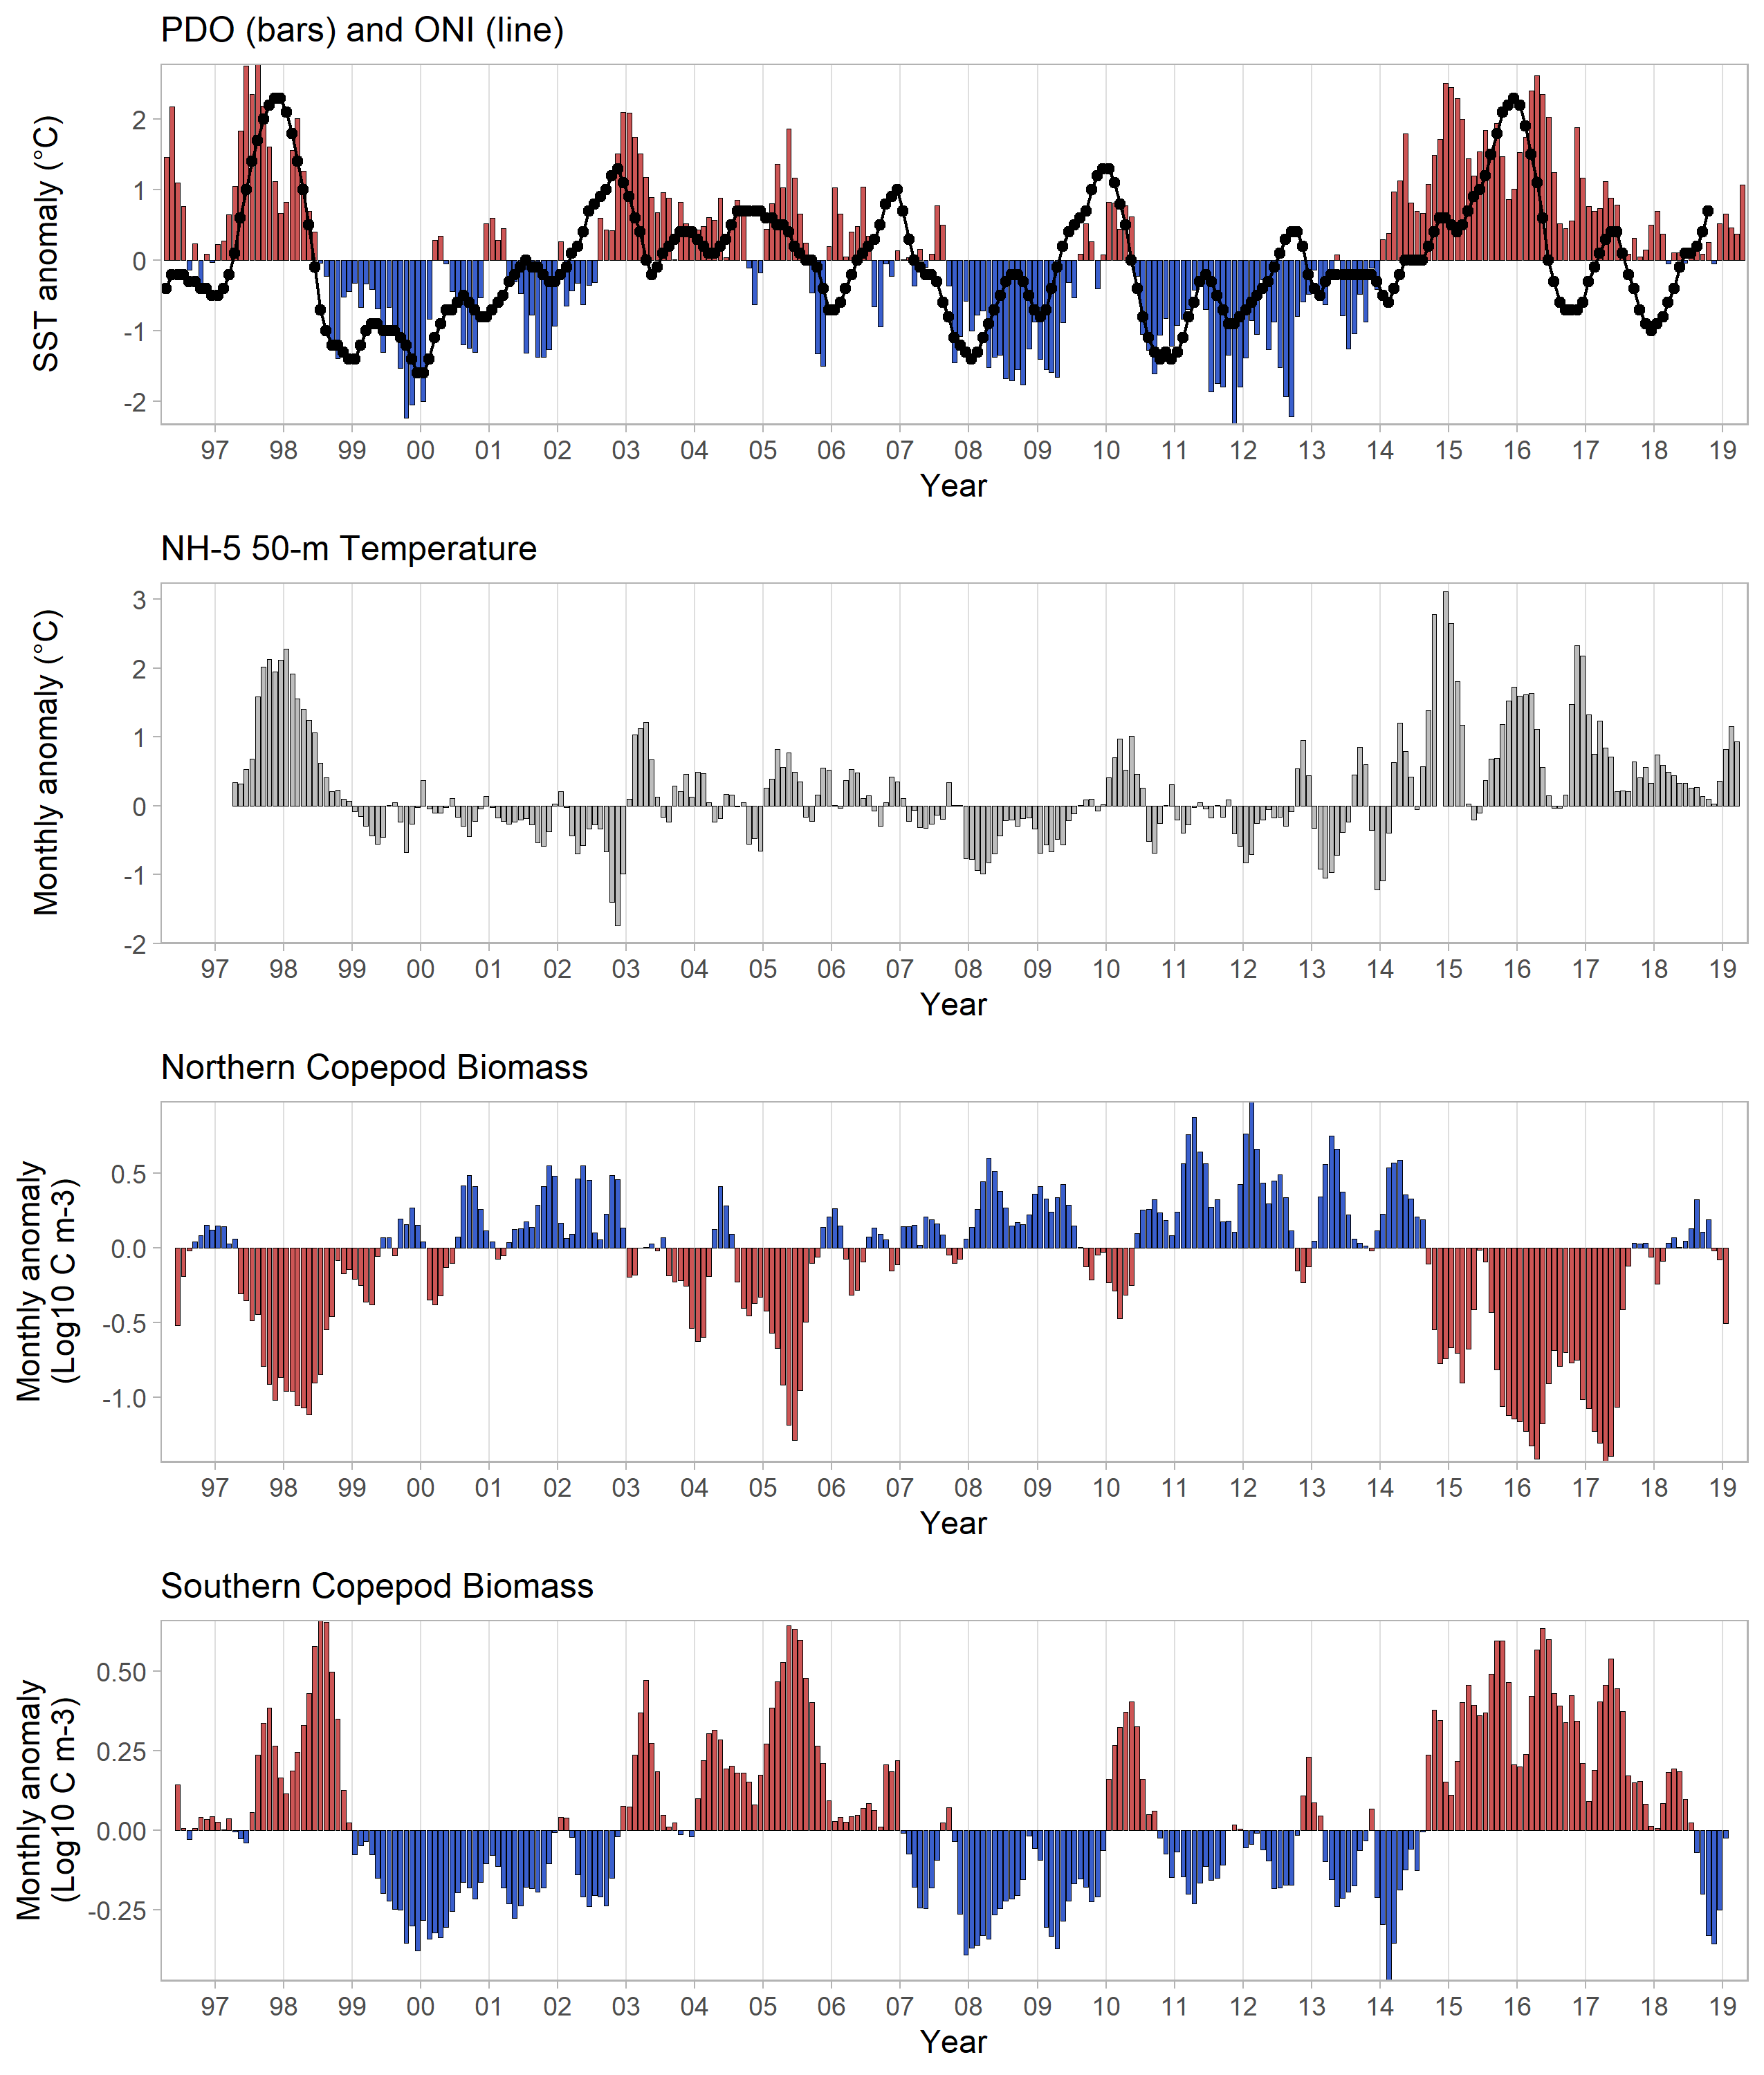 PDO (bars) and ONI (line)
SST anomaly (°C)
2
1
0
-1
-2
97 98 99 00 01 02 03 04 05 06 07 08 09 10 11 12 13 14 15 16 17 18 19
Year
NH-5 50-m Temperature
Monthly anomaly (°C)
3
2
1
0
-1
-2
97 98 99 00 01 02 03 04 05 06 07 08 09 10 11 12 13 14 15 16 17 18 19
Year
Northern Copepod Biomass
Monthly anomaly
(Log10 C m-3)
0.5
0.0
-0.5
-1.0
97 98 99 00 01 02 03 04 05 06 07 08 09 10 11 12 13 14 15 16 17 18 19
Year
Southern Copepod Biomass
Monthly anomaly
(Log10 C m-3)
0.50
0.25
0.00
-0.25
97 98 99 00 01 02 03 04 05 06 07 08 09 10 11 12 13 14 15 16 17 18 19
Year